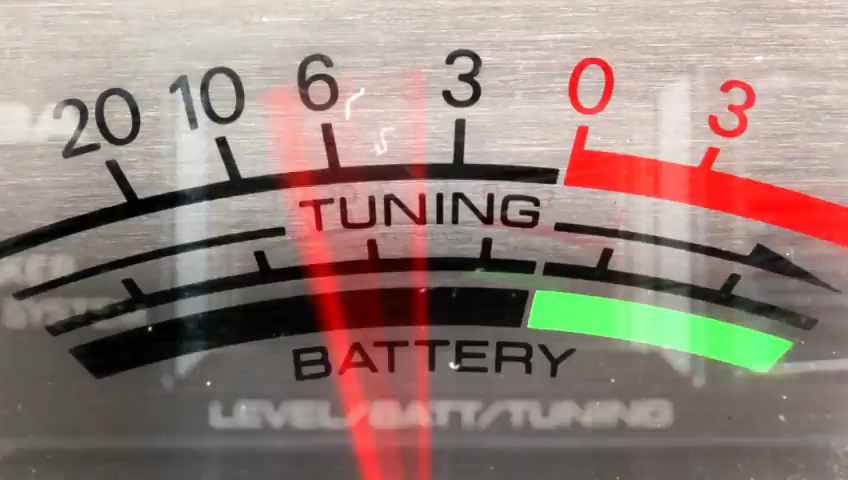 20 10 6 3 0 3
TUNING
BATTERY
LEVEL/BATT/TUNING